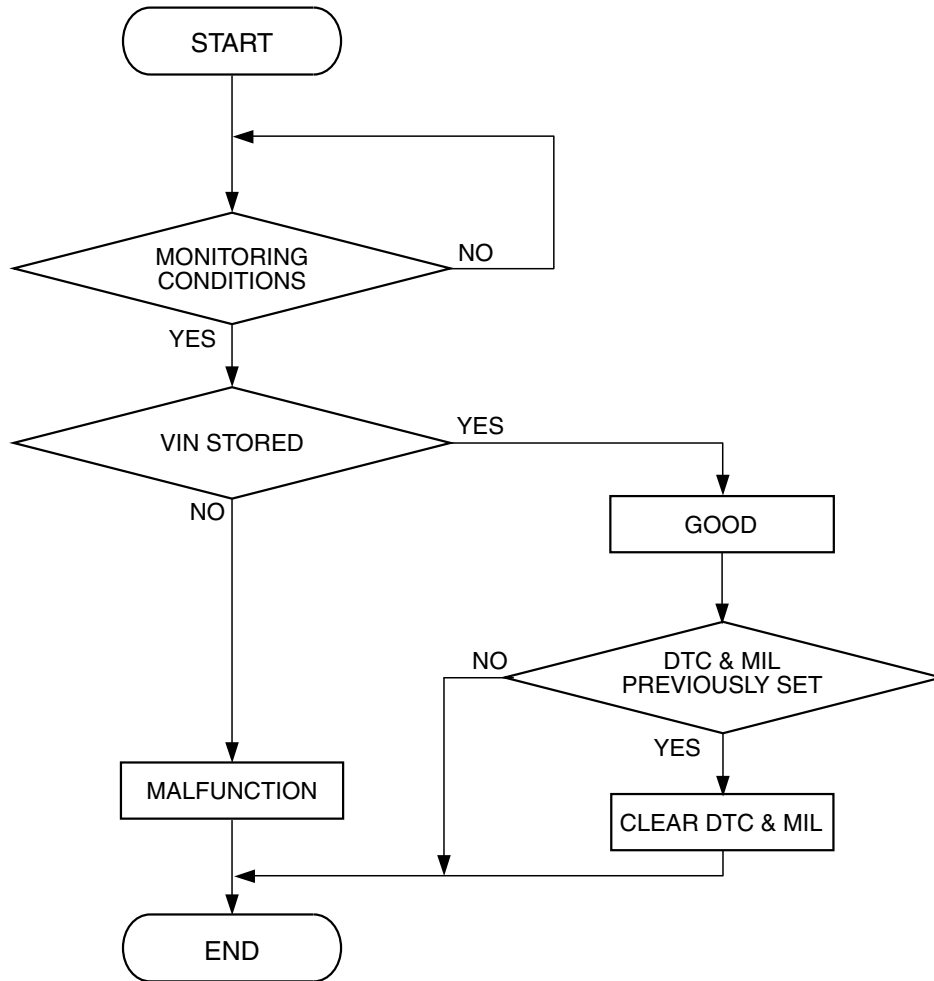 START
MONITORING
CONDITIONS
NO
YES
VIN STORED
YES
NO
GOOD
DTC & MIL
PREVIOUSLY SET
NO
YES
MALFUNCTION
CLEAR DTC & MIL
END